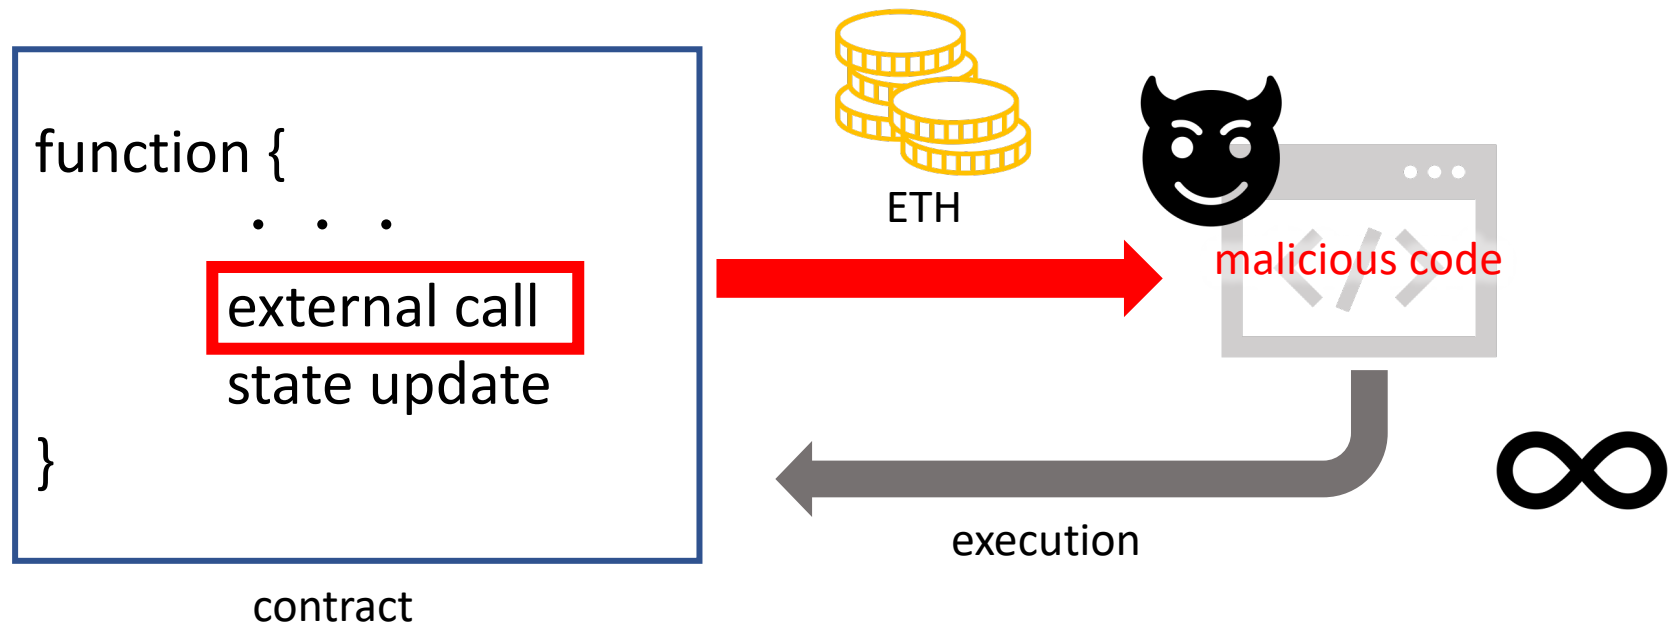 function {
. . .
external call
state update
}
contract
ETH
malicious code
execution